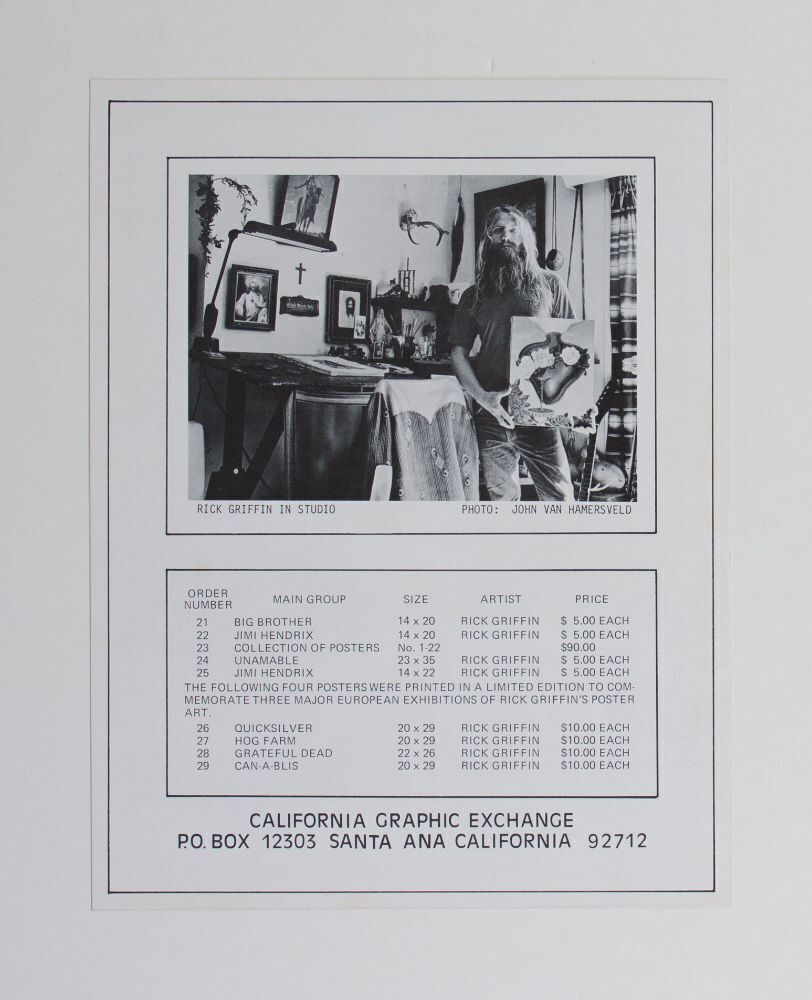 RICK GRIFFIN IN STUDIO PHOTO: JOHN VAN HAMERSVELD
ORDER NUMBER MAIN GROUP SIZE ARTIST PRICE
21 BIG BROTHER 14 x 20 RICK GRIFFIN $ 5.00 EACH
22 JIMI HENDRIX 14 x 20 RICK GRIFFIN $ 5.00 EACH
23 COLLECTION OF POSTERS No. 1-22 $90.00
24 UNAMABLE 23 x 35 RICK GRIFFIN $ 5.00 EACH
25 JIMI HENDRIX 14 x 22 RICK GRIFFIN $ 5.00 EACH
THE FOLLOWING FOUR POSTERS WERE PRINTED IN A LIMITED EDITION TO COM-
MEMORATE THREE MAJOR EUROPEAN EXHIBITIONS OF RICK GRIFFIN'S POSTER
ART.
26 QUICKSILVER 20 x 29 RICK GRIFFIN $10.00 EACH
27 HOG FARM 20 x 29 RICK GRIFFIN $10.00 EACH
28 GRATEFUL DEAD 22 x 26 RICK GRIFFIN $10.00 EACH
29 CAN-A-BLIS 20 x 29 RICK GRIFFIN $10.00 EACH
CALIFORNIA GRAPHIC EXCHANGE
P.O. BOX 12303 SANTA ANA CALIFORNIA 92712